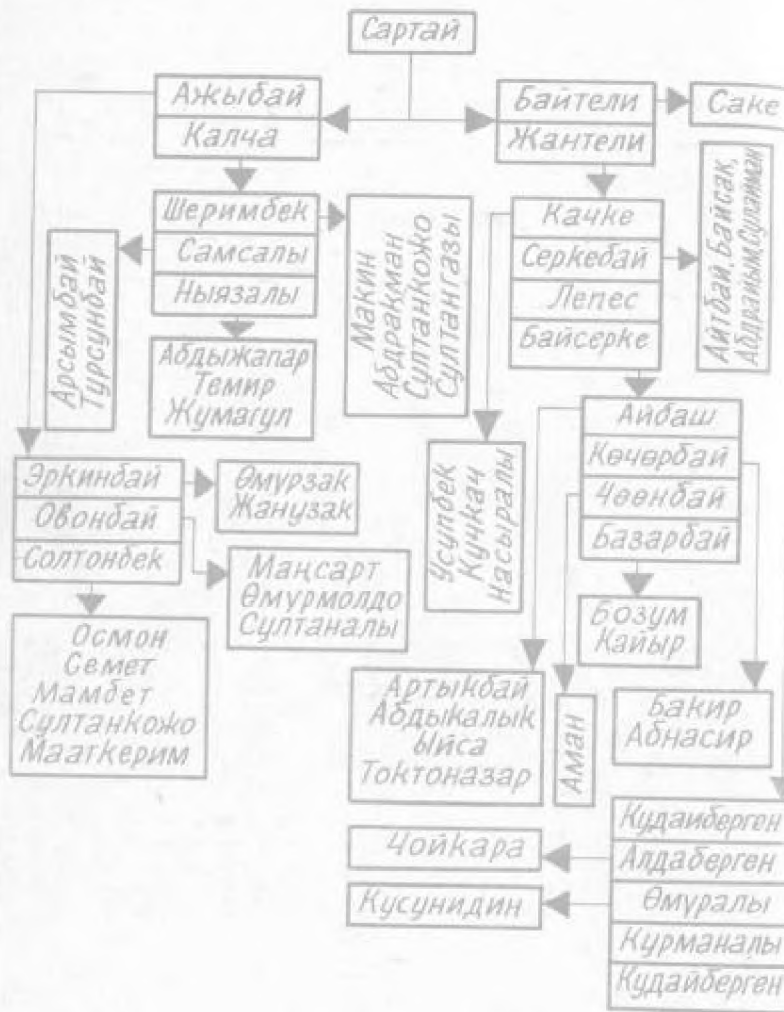 Сартай
Ажыбай
Калча
Байтели
Жантели
Саке
Шеримбек
Самсалы
Ныязалы
Арсымбай
Турсунбай
Макин
Абдракман
Султанкожо
Султангазы
Абдыжапар
Темир
Жумагул
Качке
Серкебай
Лепес
Байсерке
Айтбай, Байсак,
Абдрайым, Сулайман
Эркинбай
Овонбай
Солтонбек
Өмүрзак
Жанузак
Маңсарт
Өмүрмолдо
Султаналы
Осмон
Семет
Мамбет
Султанкожо
Мааткерим
Усупбек
Кучкач
Насыралы
Айбаш
Көчөрбай
Чөөнбай
Базарбай
Бозум
Кайыр
Артыкбай
Абдыкалык
Ыйса
Токтоназар
Аман
Бакир
Абнасир
Чойкара
Кусунидин
Кудайберген
Алдаберген
Өмүралы
Курманалы
Кудайберген